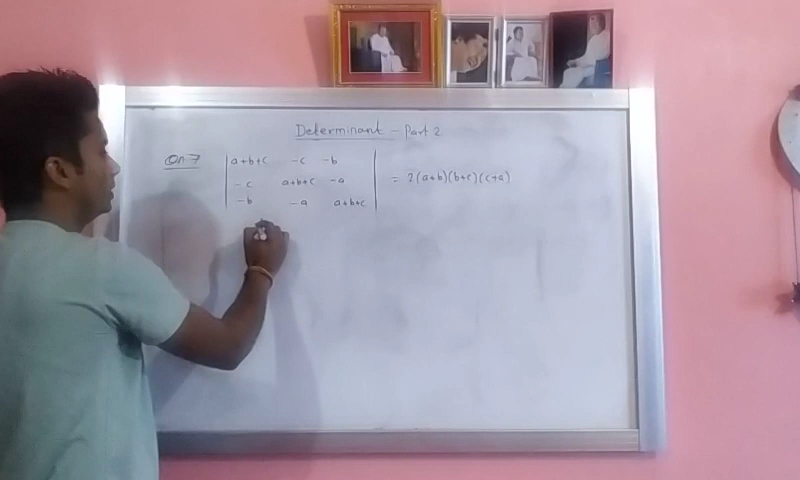 Determinant - Part 2
Qn 7 | a+b+c -c -b |
| -c a+b+c -a | = 2(a+b)(b+c)(c+a)
| -b -a a+b+c |